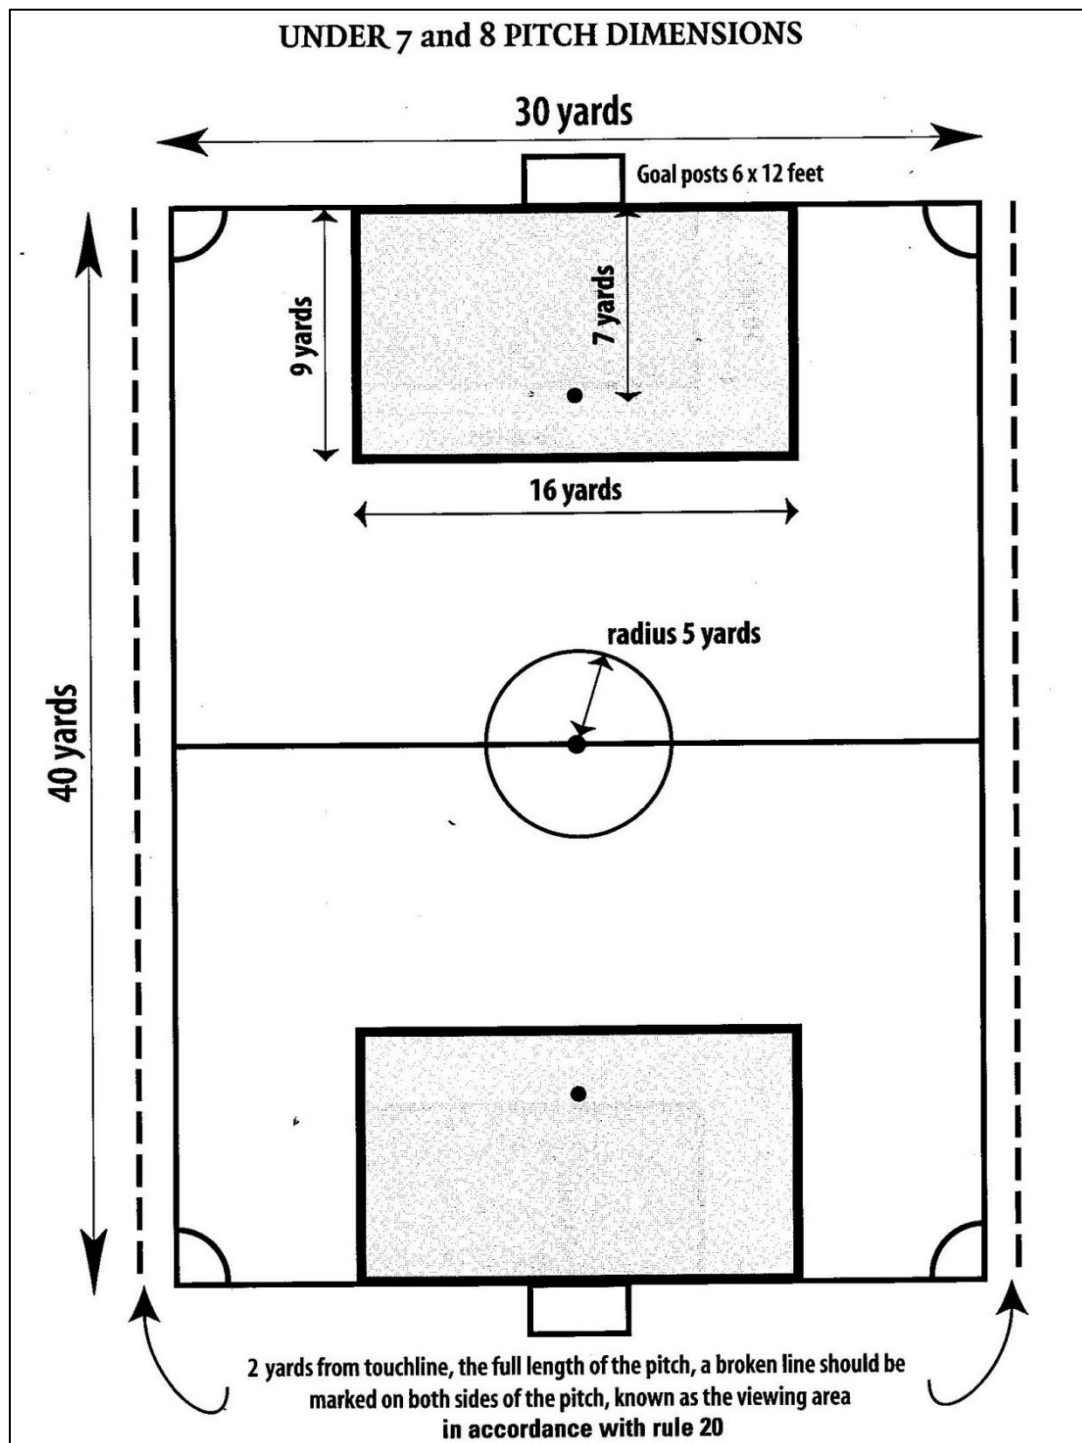 UNDER 7 and 8 PITCH DIMENSIONS
30 yards
Goal posts 6 x 12 feet
9 yards
7 yards
16 yards
radius 5 yards
40 yards
2 yards from touchline, the full length of the pitch, a broken line should be
marked on both sides of the pitch, known as the viewing area
in accordance with rule 20